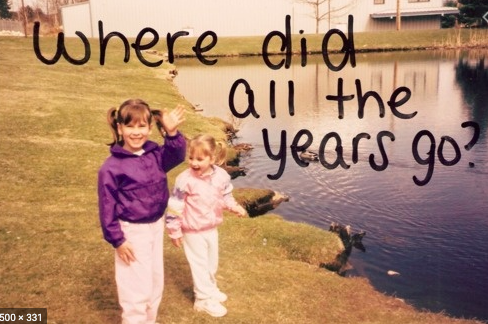 where did
all the
years go?
500 × 331